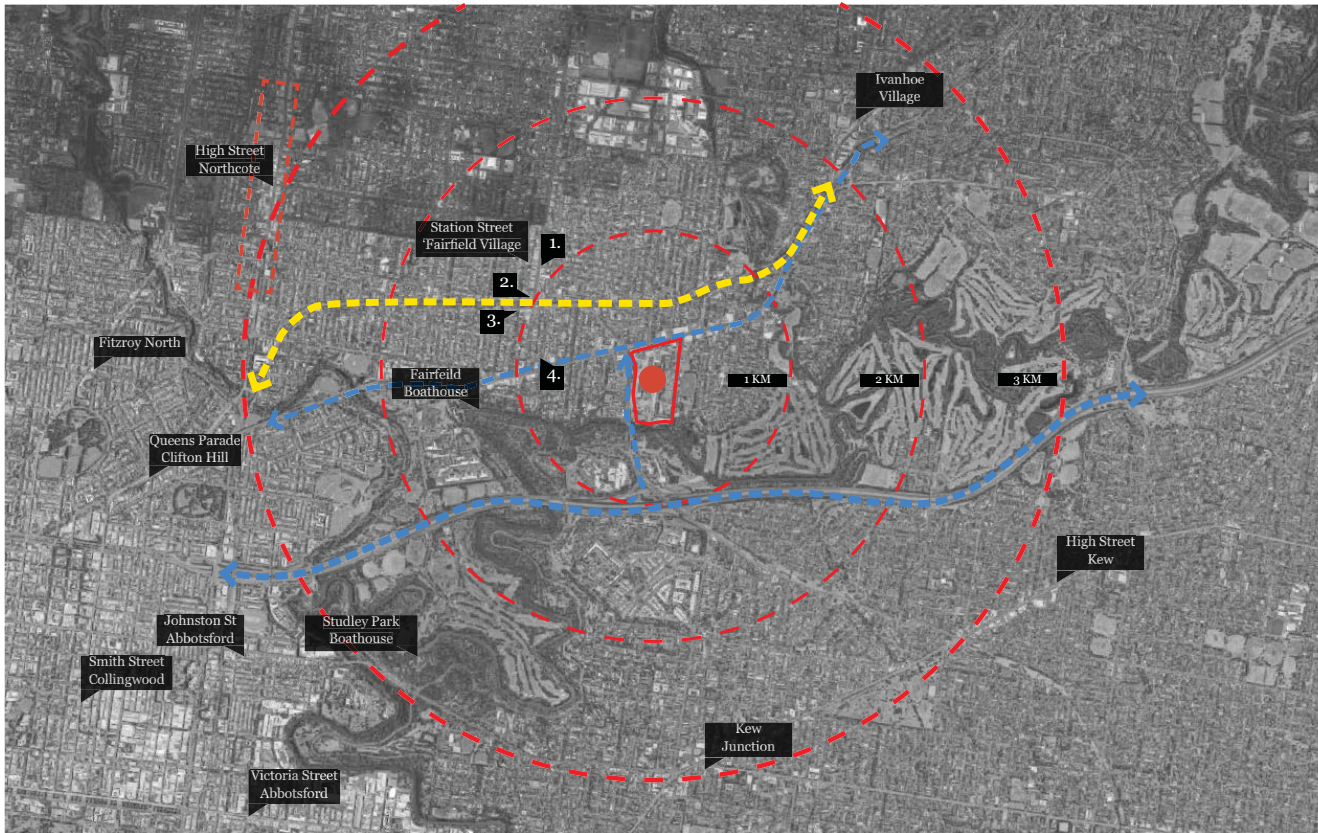 Ivanhoe
Village
High Street
Northcote
Station Street
‘Fairfield Village
1.
2.
3.
Fitzroy North
4.
Fairfeild
Boathouse
1 KM
2 KM
3 KM
Queens Parade
Clifton Hill
High Street
Kew
Johnston St
Abbotsford
Studley Park
Boathouse
Smith Street
Collingwood
Kew
Junction
Victoria Street
Abbotsford